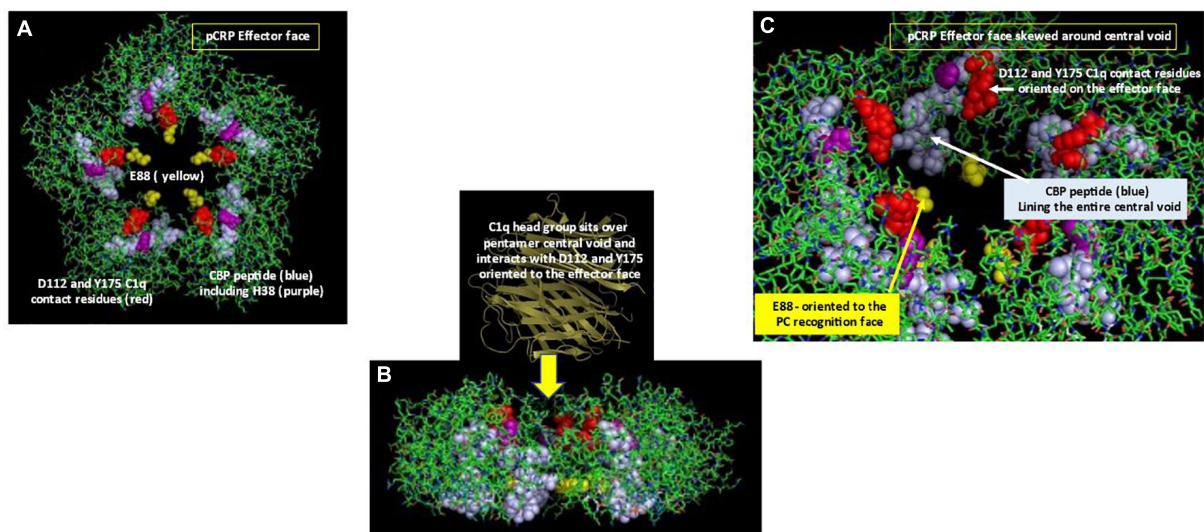 A
pCRP Effector face
E88 ( yellow)
D112 and Y175 C1q
contact residues (red)
CBP peptide (blue)
including H38 (purple)
C1q head group sits over
pentamer central void and
interacts with D112 and Y175
oriented to the effector face
B
C
pCRP Effector face skewed around central void
D112 and Y175 C1q contact residues
oriented on the effector face
CBP peptide (blue)
Lining the entire central void
E88 - oriented to the
PC recognition face